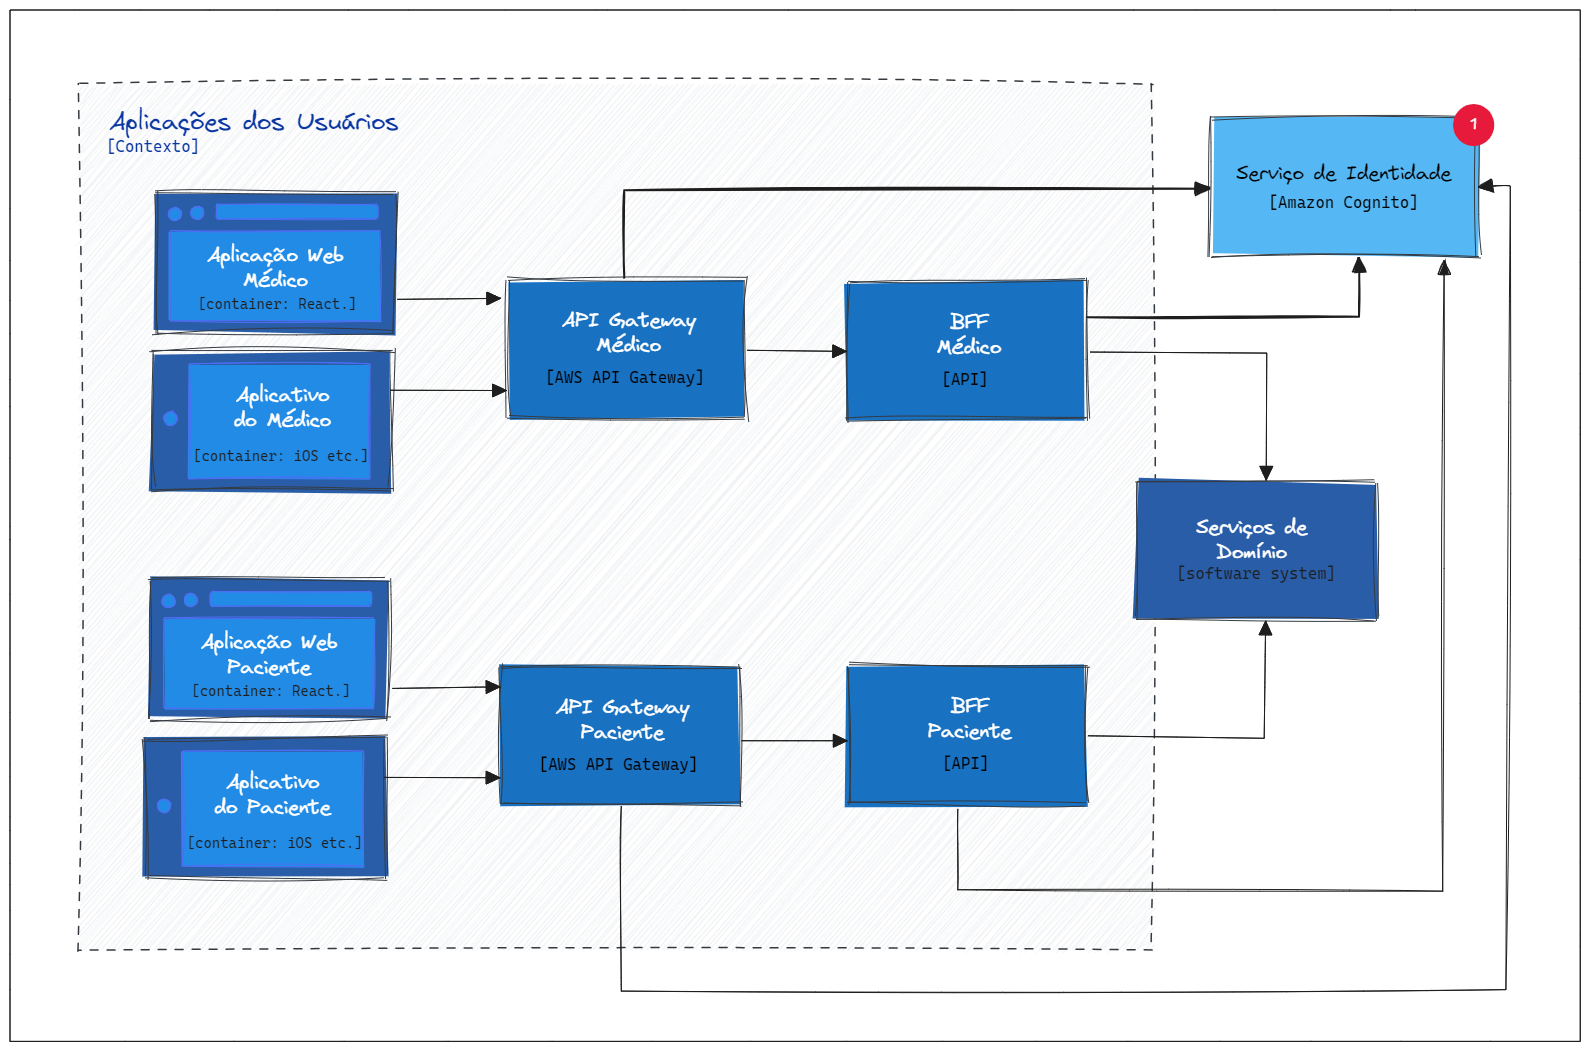 Aplicações dos Usuários
[Contexto]
1
Serviço de Identidade
[Amazon Cognito]
Aplicação Web
Médico
[container: React.]
API Gateway
Médico
[AWS API Gateway]
BFF
Médico
[API]
Aplicativo
do Médico
[container: iOS etc.]
Serviços de
Domínio
[software system]
Aplicação Web
Paciente
[container: React.]
API Gateway
Paciente
[AWS API Gateway]
BFF
Paciente
[API]
Aplicativo
do Paciente
[container: iOS etc.]